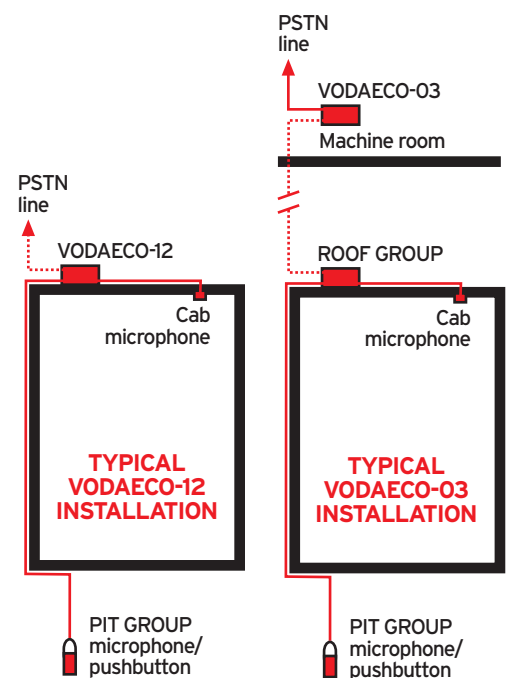 PSTN
line
VODAECO-12
Cab
microphone
TYPICAL
VODAECO-12
INSTALLATION
PIT GROUP
microphone/
pushbutton
PSTN
line
VODAECO-03
Machine room
ROOF GROUP
Cab
microphone
TYPICAL
VODAECO-03
INSTALLATION
PIT GROUP
microphone/
pushbutton